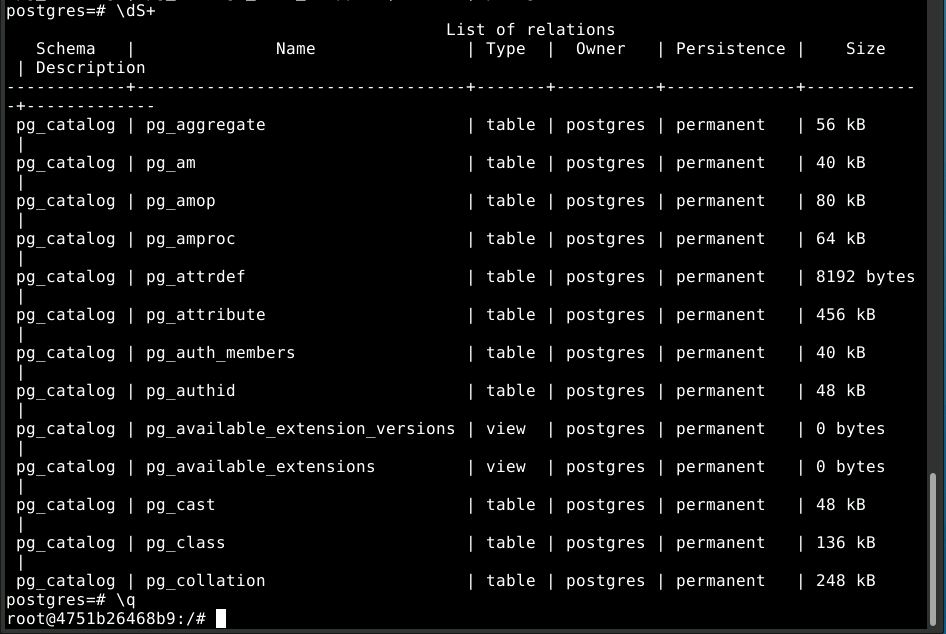 postgres=# \dS+
List of relations
Schema | Name | Type | Owner | Persistence | Size
| Description
------------+---------------------------------+-------+----------+-------------+-----------
-+-------------
pg_catalog | pg_aggregate | table | postgres | permanent | 56 kB
|
pg_catalog | pg_am | table | postgres | permanent | 40 kB
|
pg_catalog | pg_amop | table | postgres | permanent | 80 kB
|
pg_catalog | pg_amproc | table | postgres | permanent | 64 kB
|
pg_catalog | pg_attrdef | table | postgres | permanent | 8192 bytes
|
pg_catalog | pg_attribute | table | postgres | permanent | 456 kB
|
pg_catalog | pg_auth_members | table | postgres | permanent | 40 kB
|
pg_catalog | pg_authid | table | postgres | permanent | 48 kB
|
pg_catalog | pg_available_extension_versions | view | postgres | permanent | 0 bytes
|
pg_catalog | pg_available_extensions | view | postgres | permanent | 0 bytes
|
pg_catalog | pg_cast | table | postgres | permanent | 48 kB
|
pg_catalog | pg_class | table | postgres | permanent | 136 kB
|
pg_catalog | pg_collation | table | postgres | permanent | 248 kB
postgres=# \q
root@4751b26468b9:/#